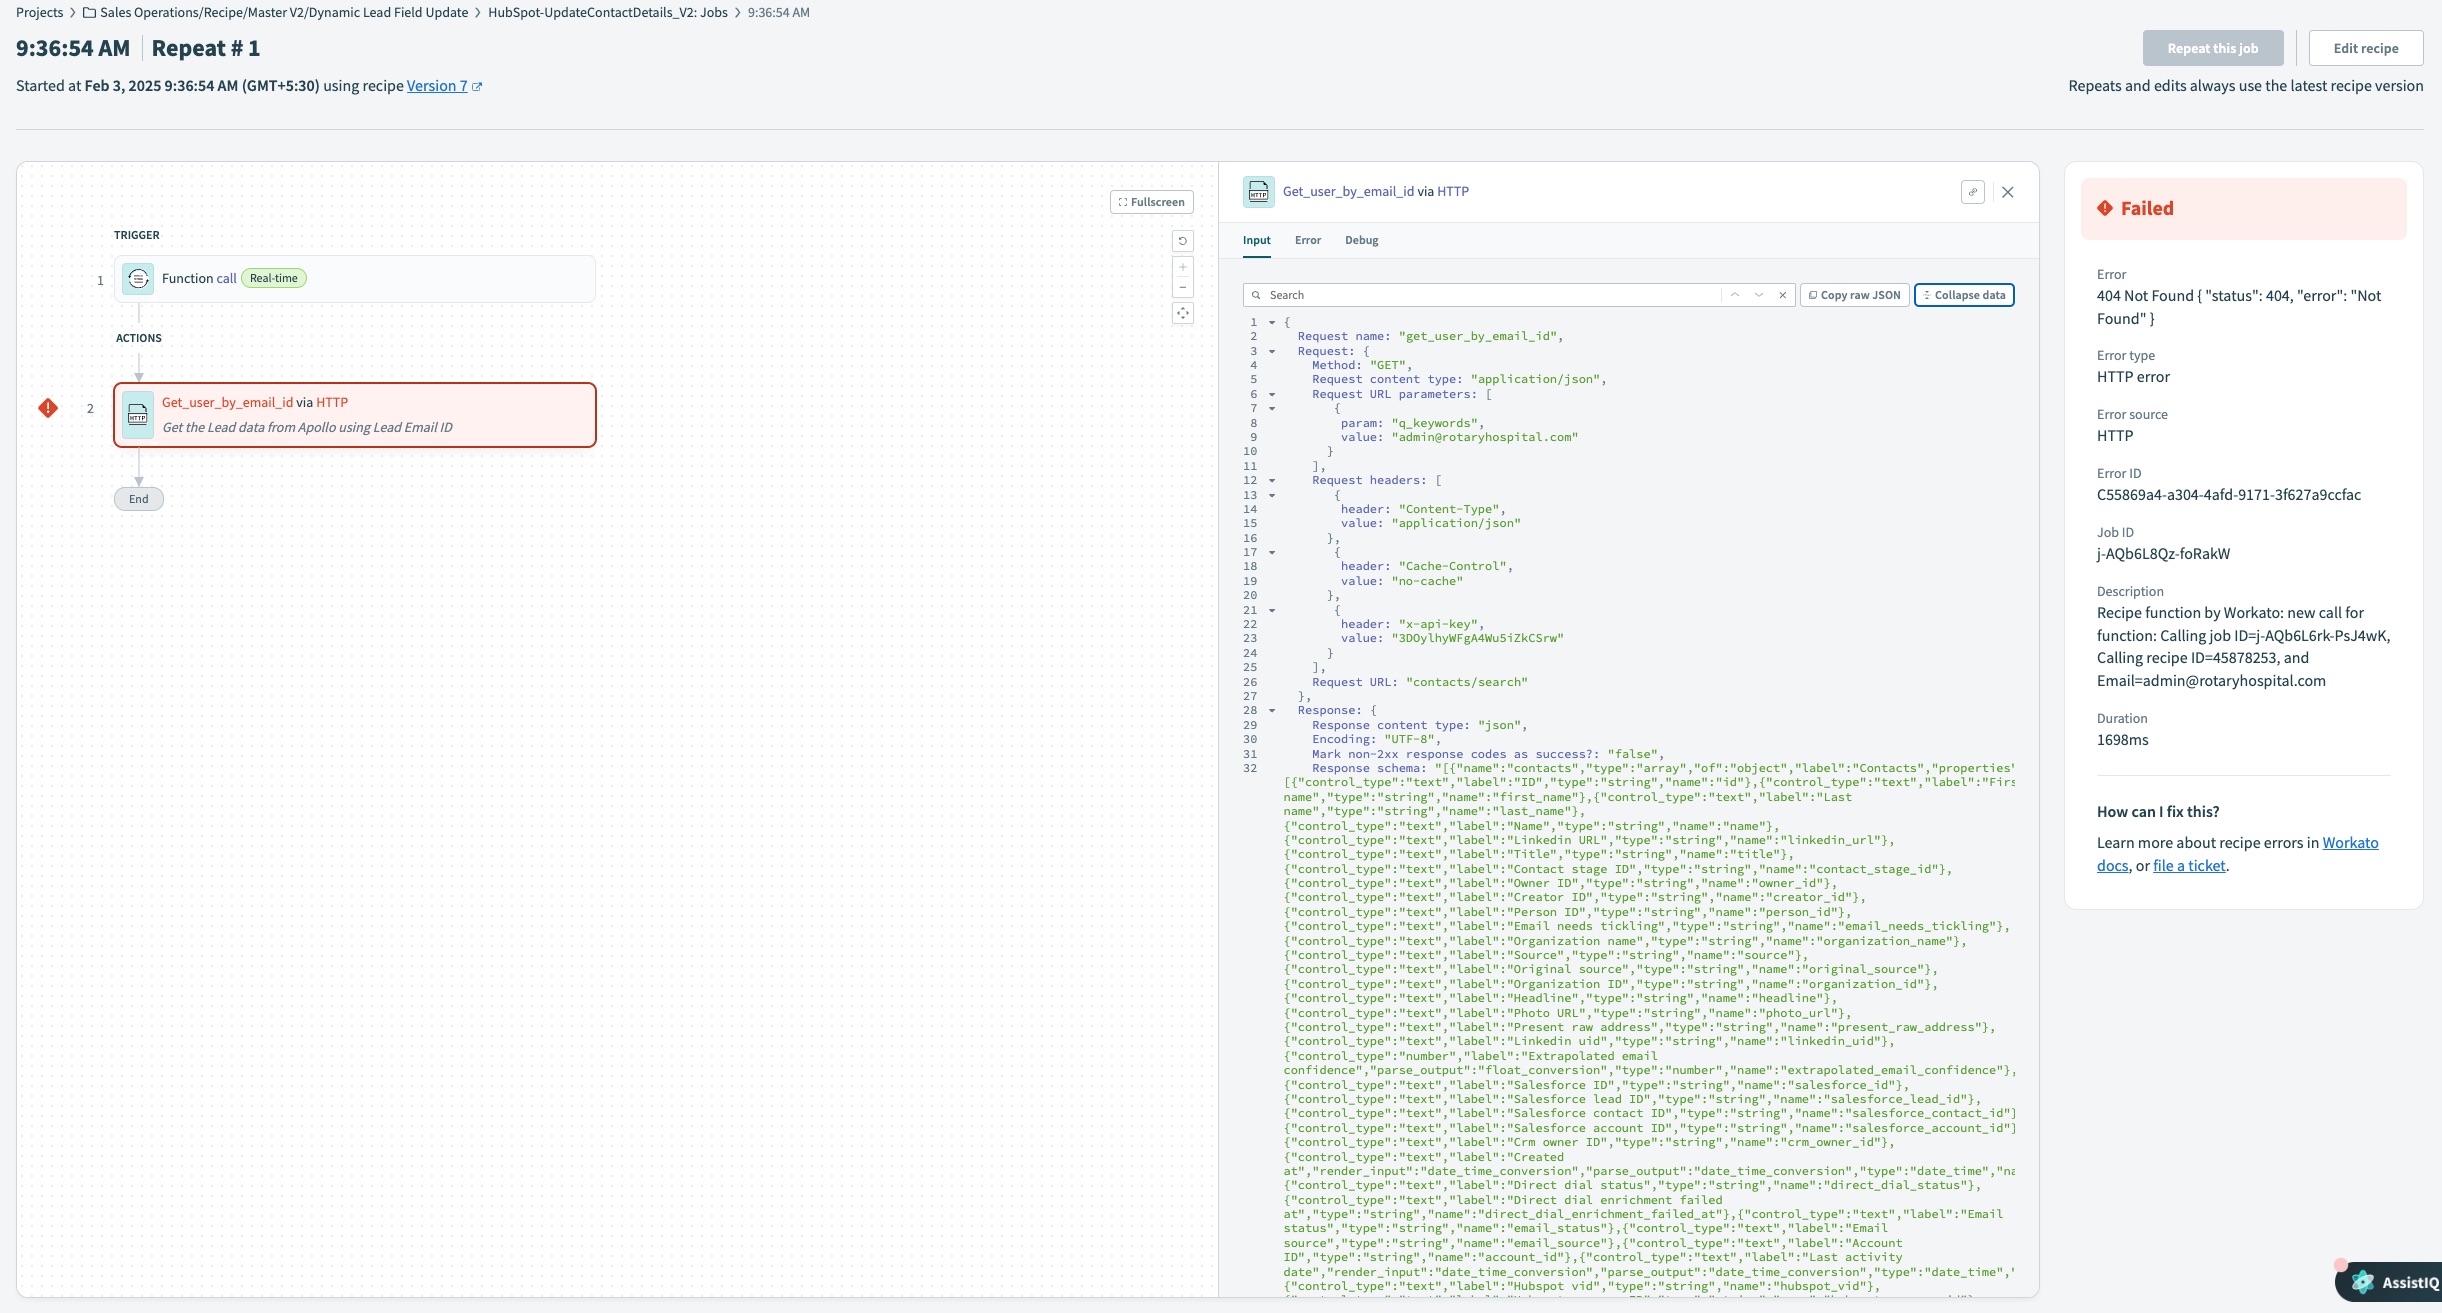 Projects > Sales Operations/Recipe/Master V2/Dynamic Lead Field Update > HubSpot-UpdateContactDetails_V2: Jobs > 9:36:54 AM
9:36:54 AM | Repeat # 1
Repeat this job
Edit recipe
Started at Feb 3, 2025 9:36:54 AM (GMT+5:30) using recipe Version 7
Repeats and edits always use the latest recipe version
Fullscreen
TRIGGER
1 Function call Real-time
ACTIONS
2 Get_user_by_email_id via HTTP
Get the Lead data from Apollo using Lead Email ID
End
HTTP Get_user_by_email_id via HTTP
Input Error Debug
Search
Copy raw JSON
Collapse data
1 {
2 Request name: "get_user_by_email_id",
3 Request: {
4 Method: "GET",
5 Request content type: "application/json",
6 Request URL parameters: [
7 {
8 param: "q_keywords",
9 value: "admin@rotaryhospital.com"
10 }
11 ],
12 Request headers: [
13 {
14 header: "Content-Type",
15 value: "application/json"
16 },
17 {
18 header: "Cache-Control",
19 value: "no-cache"
20 },
21 {
22 header: "x-api-key",
23 value: "3DOylhyWFgA4Wu5iZkCSrw"
24 }
25 ],
26 Request URL: "contacts/search"
27 },
28 Response: {
29 Response content type: "json",
30 Encoding: "UTF-8",
31 Mark non-2xx response codes as success?: "false",
32 Response schema: "[{"name":"contacts","type":"array","of":"object","label":"Contacts","properties"
[{"control_type":"text","label":"ID","type":"string","name":"id"},{"control_type":"text","label":"Firs
name","type":"string","name":"first_name"},{"control_type":"text","label":"Last
name","type":"string","name":"last_name"},
{"control_type":"text","label":"Name","type":"string","name":"name"},
{"control_type":"text","label":"Linkedin URL","type":"string","name":"linkedin_url"},
{"control_type":"text","label":"Title","type":"string","name":"title"},
{"control_type":"text","label":"Contact stage ID","type":"string","name":"contact_stage_id"},
{"control_type":"text","label":"Owner ID","type":"string","name":"owner_id"},
{"control_type":"text","label":"Creator ID","type":"string","name":"creator_id"},
{"control_type":"text","label":"Person ID","type":"string","name":"person_id"},
{"control_type":"text","label":"Email needs tickling","type":"string","name":"email_needs_tickling"},
{"control_type":"text","label":"Organization name","type":"string","name":"organization_name"},
{"control_type":"text","label":"Source","type":"string","name":"source"},
{"control_type":"text","label":"Original source","type":"string","name":"original_source"},
{"control_type":"text","label":"Organization ID","type":"string","name":"organization_id"},
{"control_type":"text","label":"Headline","type":"string","name":"headline"},
{"control_type":"text","label":"Photo URL","type":"string","name":"photo_url"},
{"control_type":"text","label":"Present raw address","type":"string","name":"present_raw_address"},
{"control_type":"text","label":"Linkedin uid","type":"string","name":"linkedin_uid"},
{"control_type":"number","label":"Extrapolated email
confidence","parse_output":"float_conversion","type":"number","name":"extrapolated_email_confidence"},
{"control_type":"text","label":"Salesforce ID","type":"string","name":"salesforce_id"},
{"control_type":"text","label":"Salesforce lead ID","type":"string","name":"salesforce_lead_id"},
{"control_type":"text","label":"Salesforce contact ID","type":"string","name":"salesforce_contact_id"}
{"control_type":"text","label":"Salesforce account ID","type":"string","name":"salesforce_account_id"}
{"control_type":"text","label":"Crm owner ID","type":"string","name":"crm_owner_id"},
{"control_type":"text","label":"Created
at","render_input":"date_time_conversion","parse_output":"date_time_conversion","type":"date_time","na
{"control_type":"text","label":"Direct dial status","type":"string","name":"direct_dial_status"},
{"control_type":"text","label":"Direct dial enrichment failed
at","type":"string","name":"direct_dial_enrichment_failed_at"},{"control_type":"text","label":"Email
status","type":"string","name":"email_status"},{"control_type":"text","label":"Email
source","type":"string","name":"email_source"},{"control_type":"text","label":"Account
ID","type":"string","name":"account_id"},{"control_type":"text","label":"Last activity
date","render_input":"date_time_conversion","parse_output":"date_time_conversion","type":"date_time","
{"control_type":"text","label":"Hubspot vid","type":"string","name":"hubspot_vid"},
Failed
Error
404 Not Found { "status": 404, "error": "Not
Found" }
Error type
HTTP error
Error source
HTTP
Error ID
C55869a4-a304-4afd-9171-3f627a9ccfac
Job ID
j-AQb6L8Qz-foRakW
Description
Recipe function by Workato: new call for
function: Calling job ID=j-AQb6L6rk-PsJ4wK,
Calling recipe ID=45878253, and
Email=admin@rotaryhospital.com
Duration
1698ms
How can I fix this?
Learn more about recipe errors in Workato
docs, or file a ticket.
AssistIQ